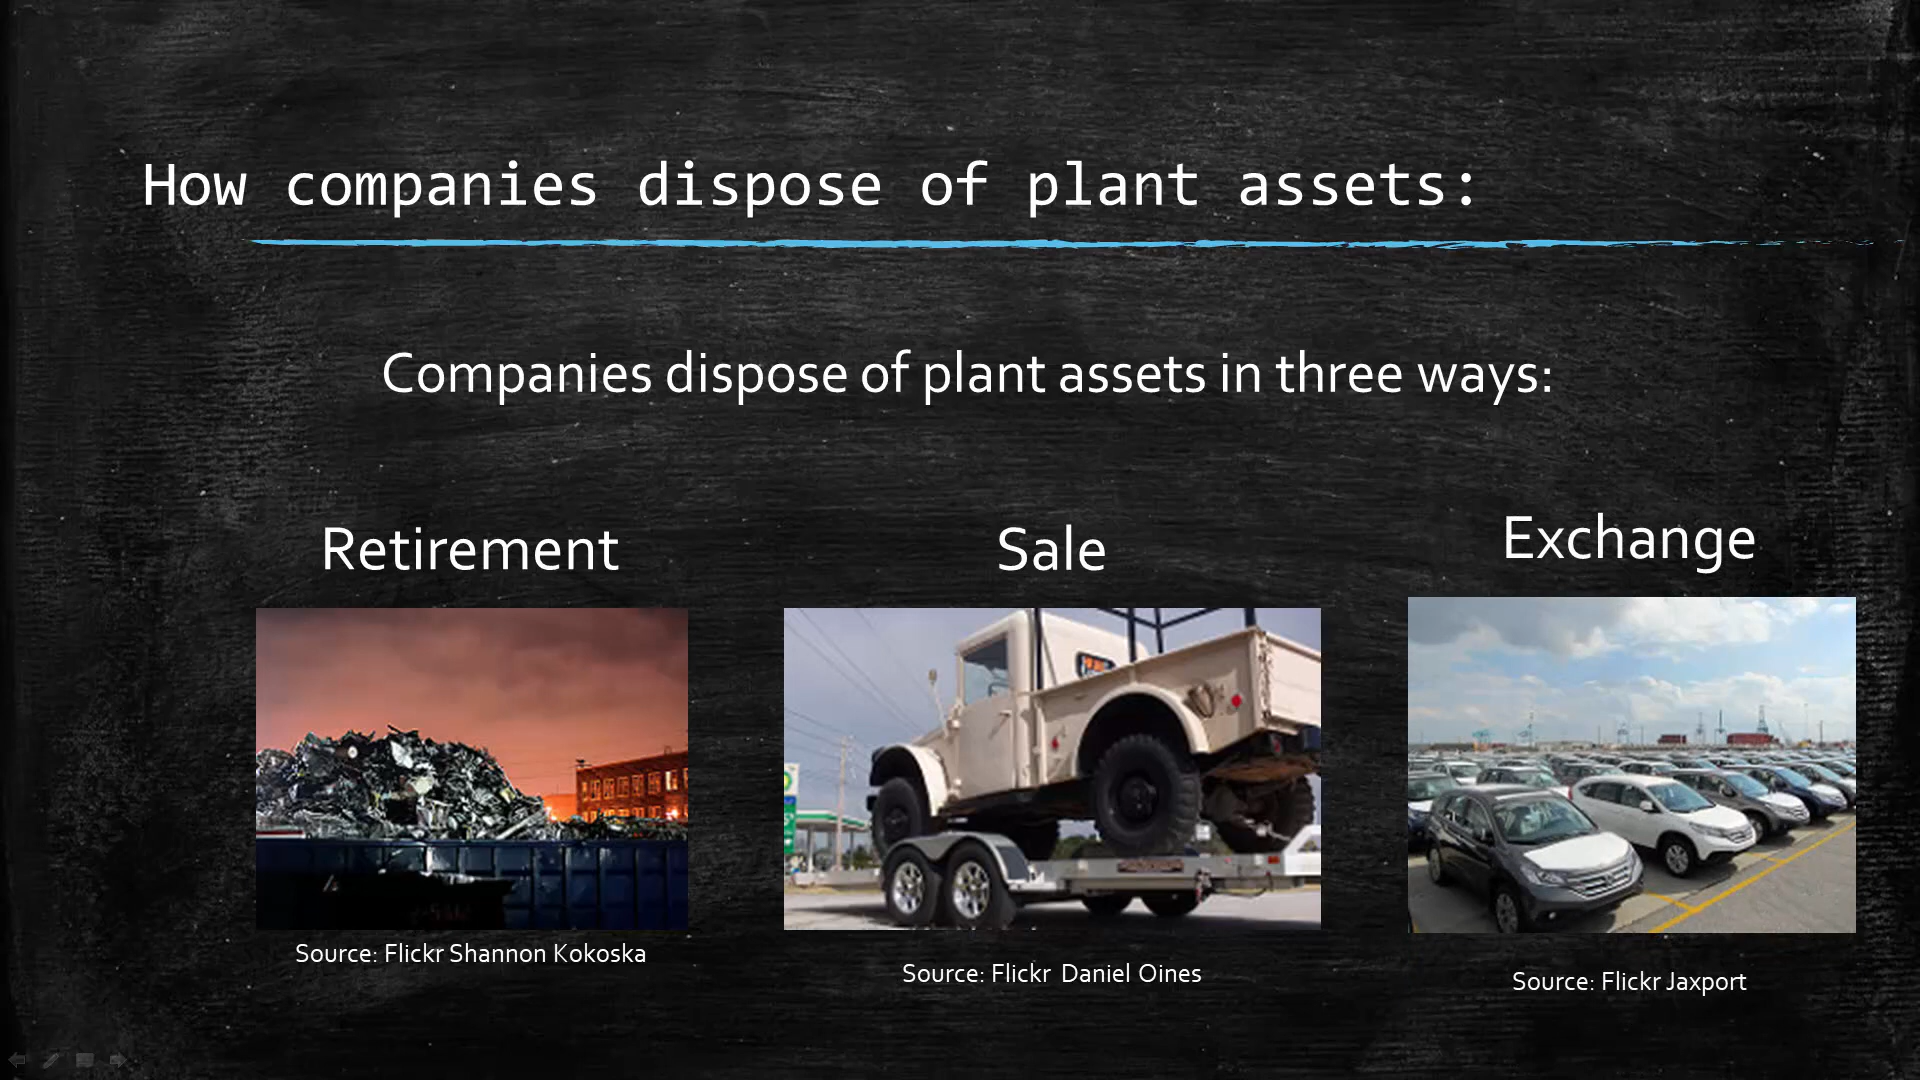 How companies dispose of plant assets:
Companies dispose of plant assets in three ways:
Retirement
Sale
Exchange
Source: Flickr Shannon Kokoska
Source: Flickr  Daniel Oines
Source: Flickr Jaxport